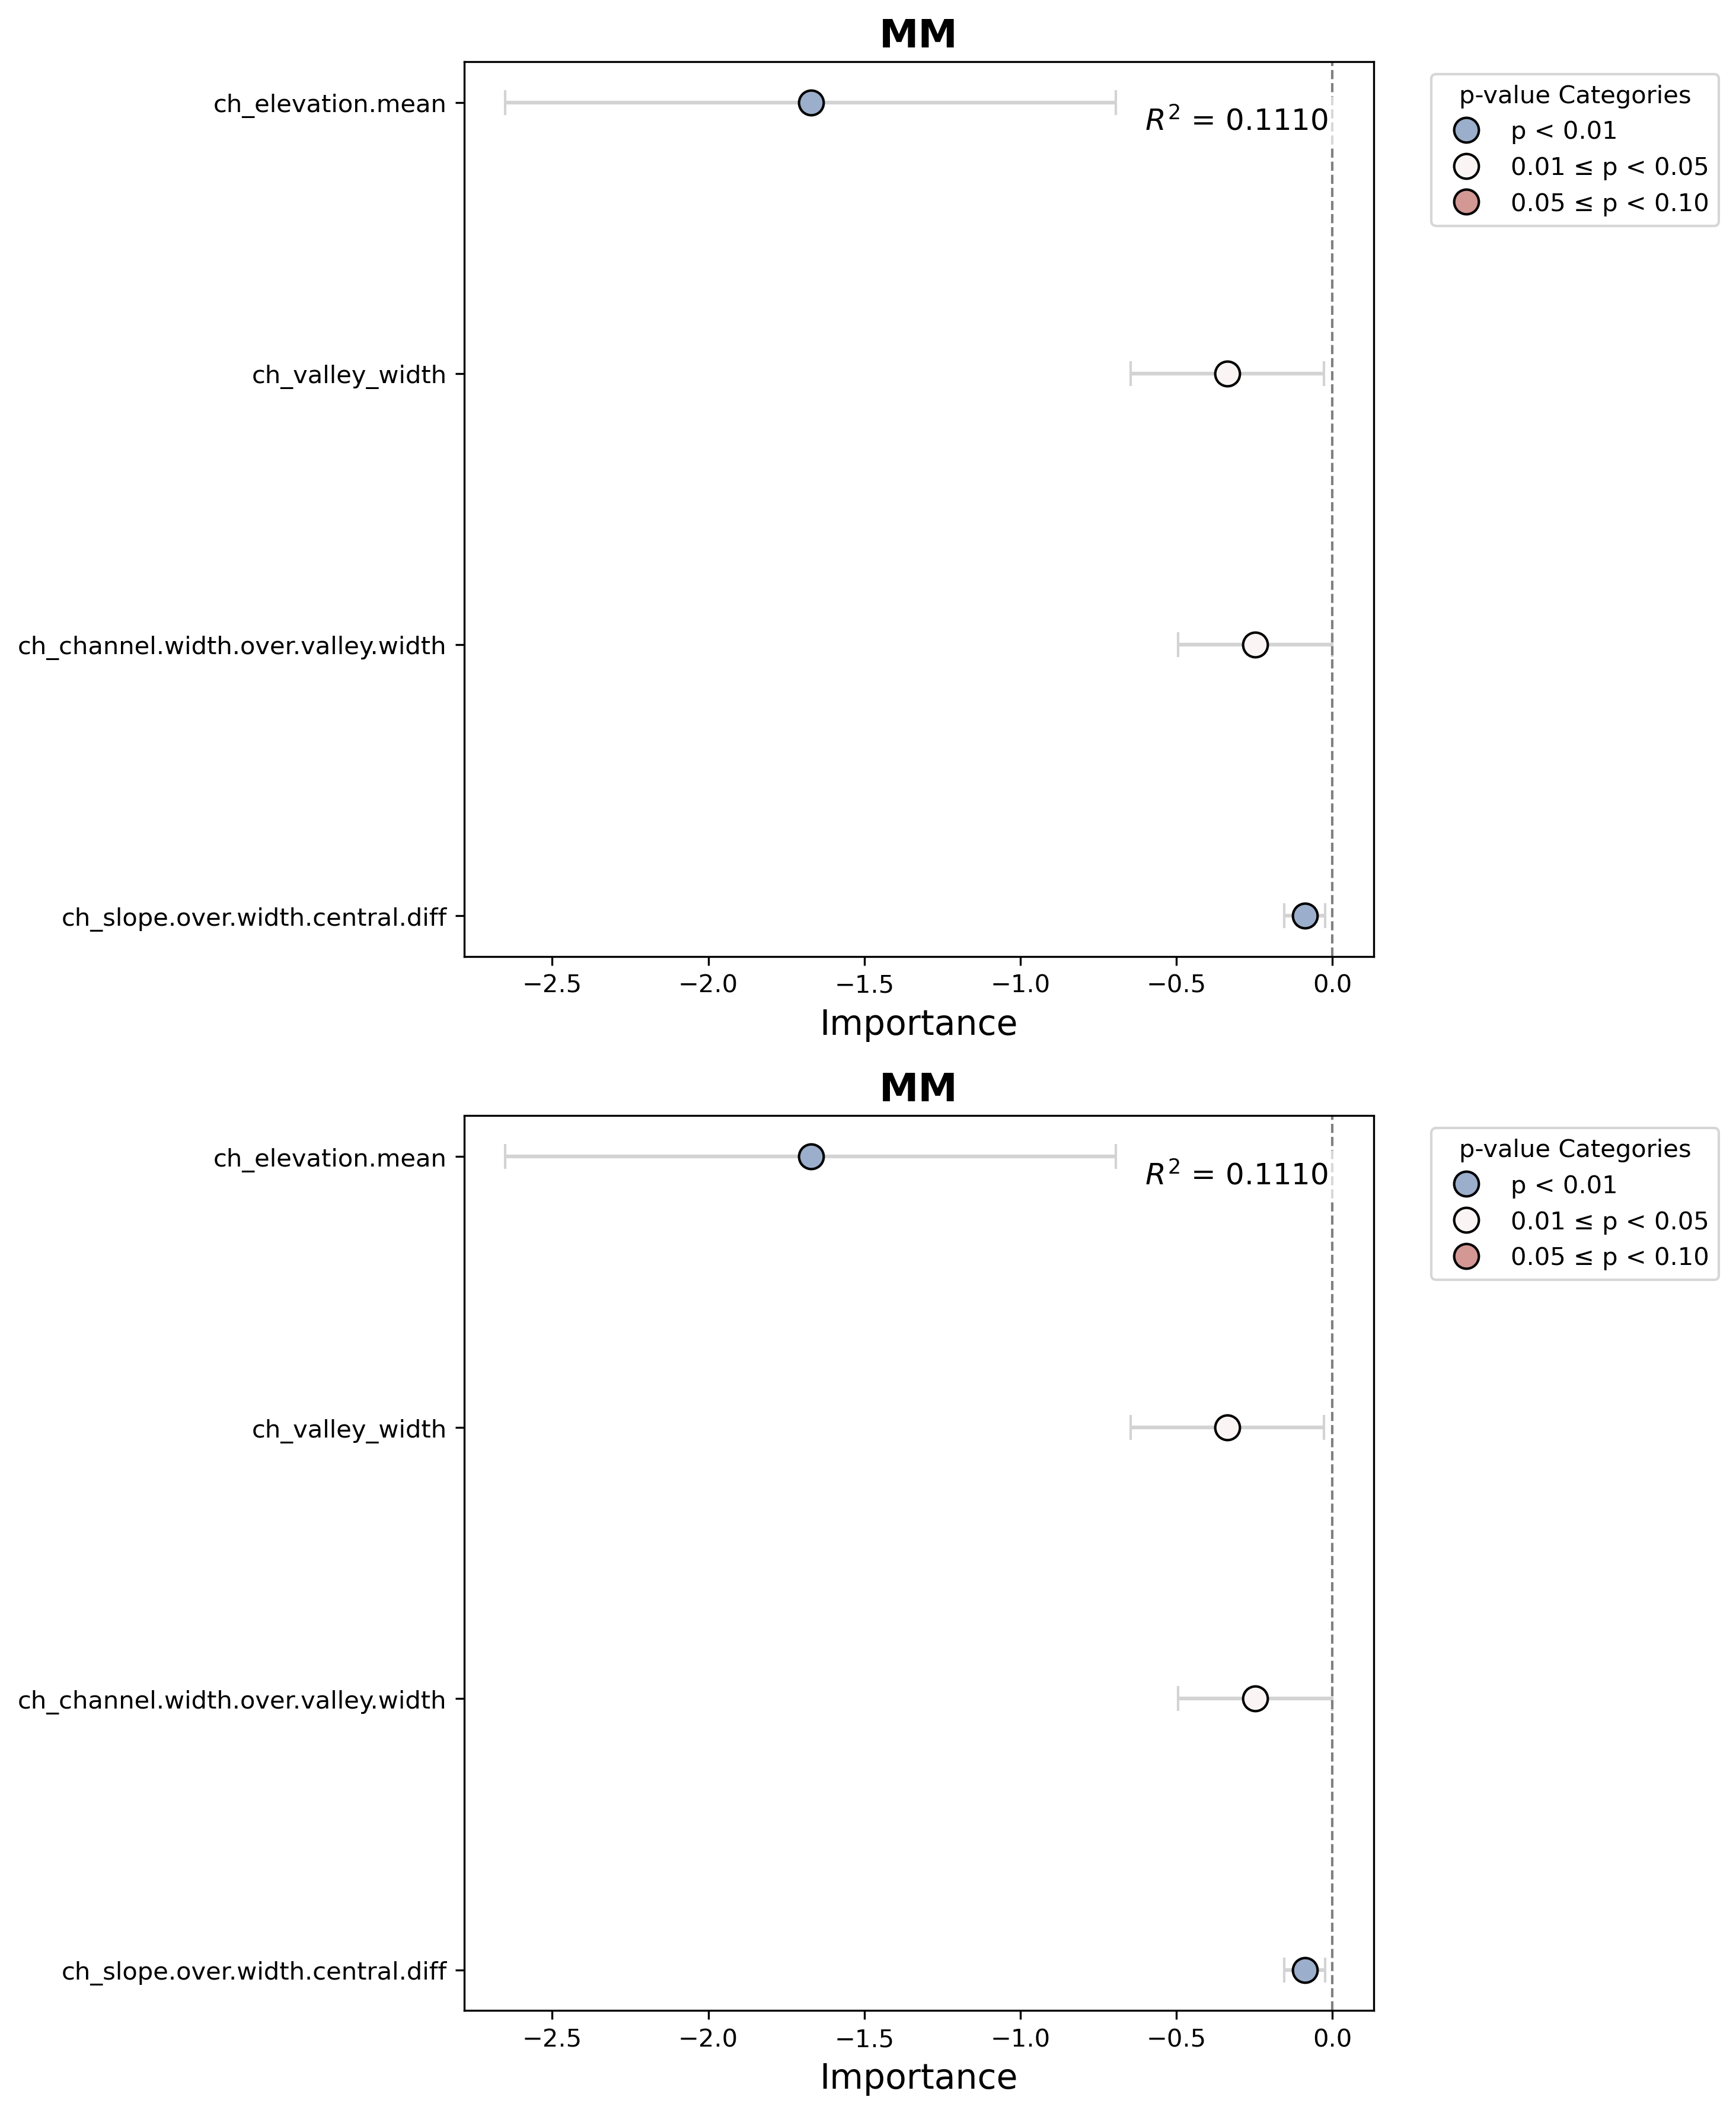 MM
ch_elevation.mean
R² = 0.1110
ch_valley_width
ch_channel.width.over.valley.width
ch_slope.over.width.central.diff
−2.5 −2.0 −1.5 −1.0 −0.5 0.0
Importance
p-value Categories
p < 0.01
0.01 ≤ p < 0.05
0.05 ≤ p < 0.10
MM
ch_elevation.mean
R² = 0.1110
ch_valley_width
ch_channel.width.over.valley.width
ch_slope.over.width.central.diff
−2.5 −2.0 −1.5 −1.0 −0.5 0.0
Importance
p-value Categories
p < 0.01
0.01 ≤ p < 0.05
0.05 ≤ p < 0.10